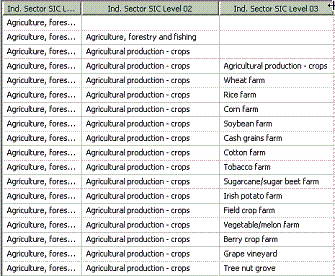 Ind. Sector SIC L... Ind. Sector SIC Level 02 Ind. Sector SIC Level 03
Agriculture, fores...
Agriculture, fores... Agriculture, forestry and fishing
Agriculture, fores... Agricultural production - crops
Agriculture, fores... Agricultural production - crops Agricultural production - crops
Agriculture, fores... Agricultural production - crops Wheat farm
Agriculture, fores... Agricultural production - crops Rice farm
Agriculture, fores... Agricultural production - crops Corn farm
Agriculture, fores... Agricultural production - crops Soybean farm
Agriculture, fores... Agricultural production - crops Cash grains farm
Agriculture, fores... Agricultural production - crops Cotton farm
Agriculture, fores... Agricultural production - crops Tobacco farm
Agriculture, fores... Agricultural production - crops Sugarcane/sugar beet farm
Agriculture, fores... Agricultural production - crops Irish potato farm
Agriculture, fores... Agricultural production - crops Field crop farm
Agriculture, fores... Agricultural production - crops Vegetable/melon farm
Agriculture, fores... Agricultural production - crops Berry crop farm
Agriculture, fores... Agricultural production - crops Grape vineyard
Agriculture, fores... Agricultural production - crops Tree nut grove